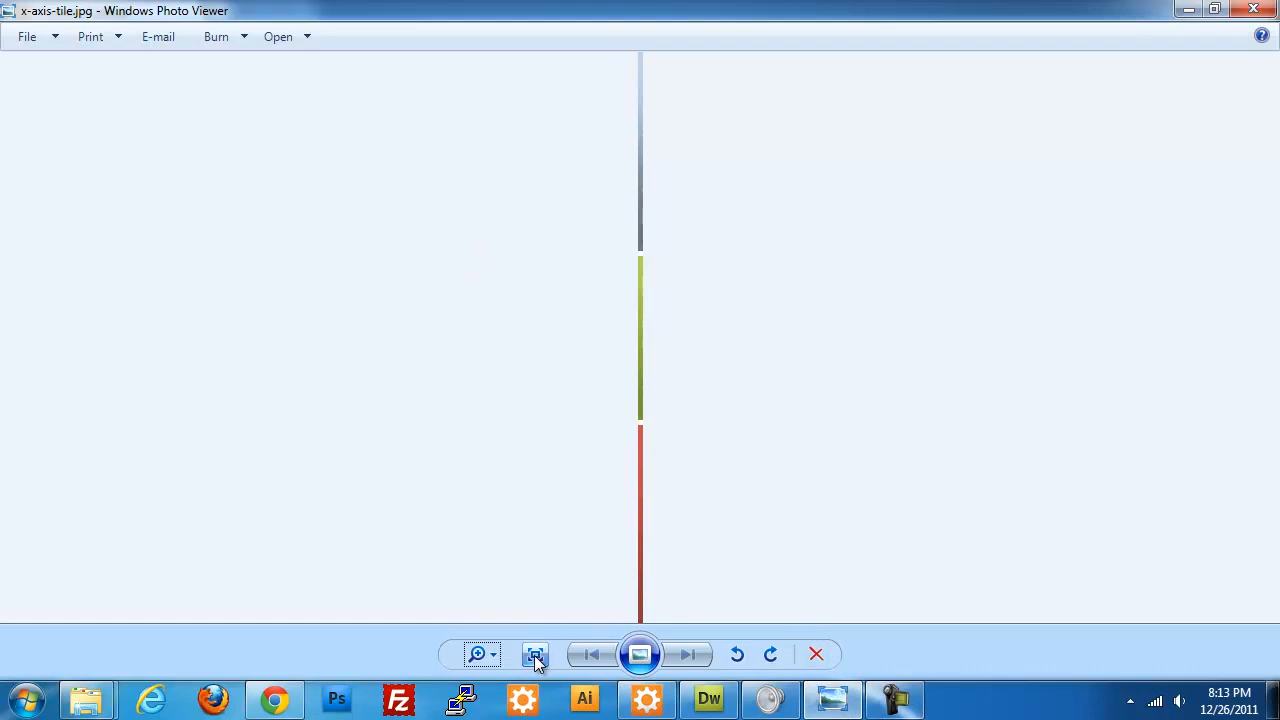 x-axis-tile.jpg - Windows Photo Viewer
File Print E-mail Burn Open
Ps Fz Ai Dw
8:13 PM
12/26/2011